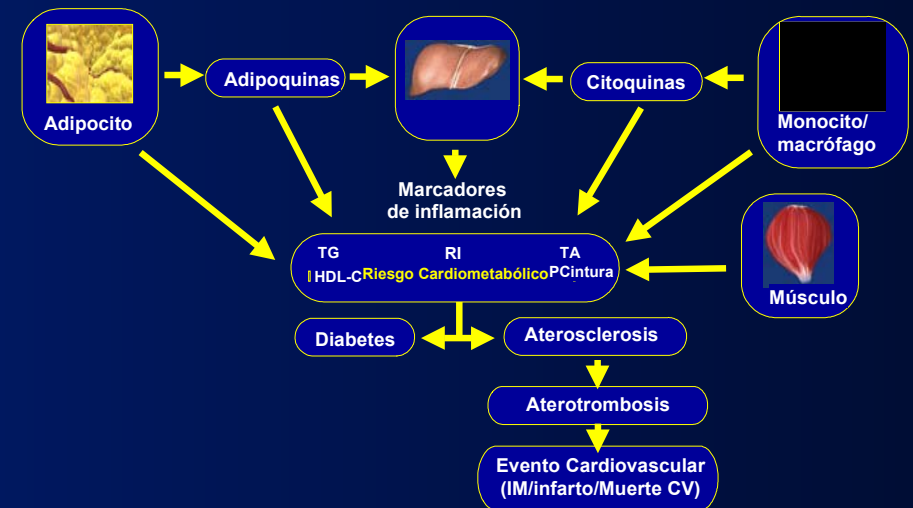 Adipocito
Adipoquinas
Citoquinas
Monocito/
macrófago
Marcadores
de inflamación
Músculo
TG RI TA
HDL-C Riesgo Cardiometabólico PCintura
Diabetes
Aterosclerosis
Aterotrombosis
Evento Cardiovascular
(IM/infarto/Muerte CV)